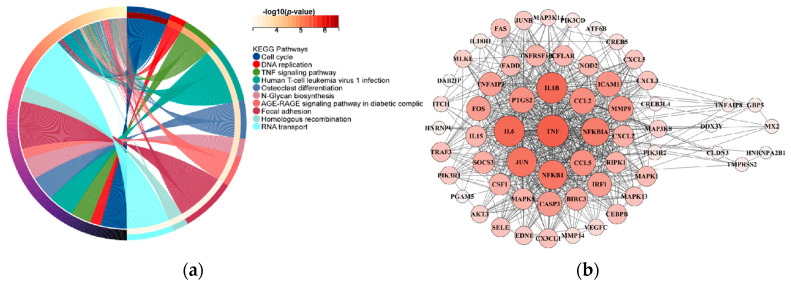 (a)
-log10(p-value)
1 2 3 4 5 6
KEGG Pathways
Cell cycle
DNA replication
TNF signaling pathway
Human T-cell leukemia virus 1 infection
Osteoclast differentiation
N-Glycan biosynthesis
AGE-RAGE signaling pathway in diabetic complic
Focal adhesion
Homologous recombination
RNA transport
(b)
JUNB
MAP3K14
PIK3CD
FAS
ATF6B
IL18R1
TNFRSF1B
CFLAR
CREB5
MLKL
FADD
NOD2
CXCL5
DAB2IP
TNFAIP3
IL1B
ICAM1
CXCL3
ITCH
FOS
PTGS2
CCL2
MMP9
CREB3L4
TNFAIP8
GBP5
HNRNPL
IL15
IL6
TNF
NFKBIA
CXCL2
MAP3K8
DDX3Y
MX2
TRAF3
SOCS3
JUN
NFKB1
CCL5
RIPK1
PIK3R2
CLDN3
HNRNPA2B1
TMPRSS2
PIK3R1
CSF1
MAPK8
CASP3
BIRC3
IRF1
MAPK1
PGAM5
MAPK13
AKT3
CEBPB
SELE
EDN1
CX3CL1
MMP14
VEGFC